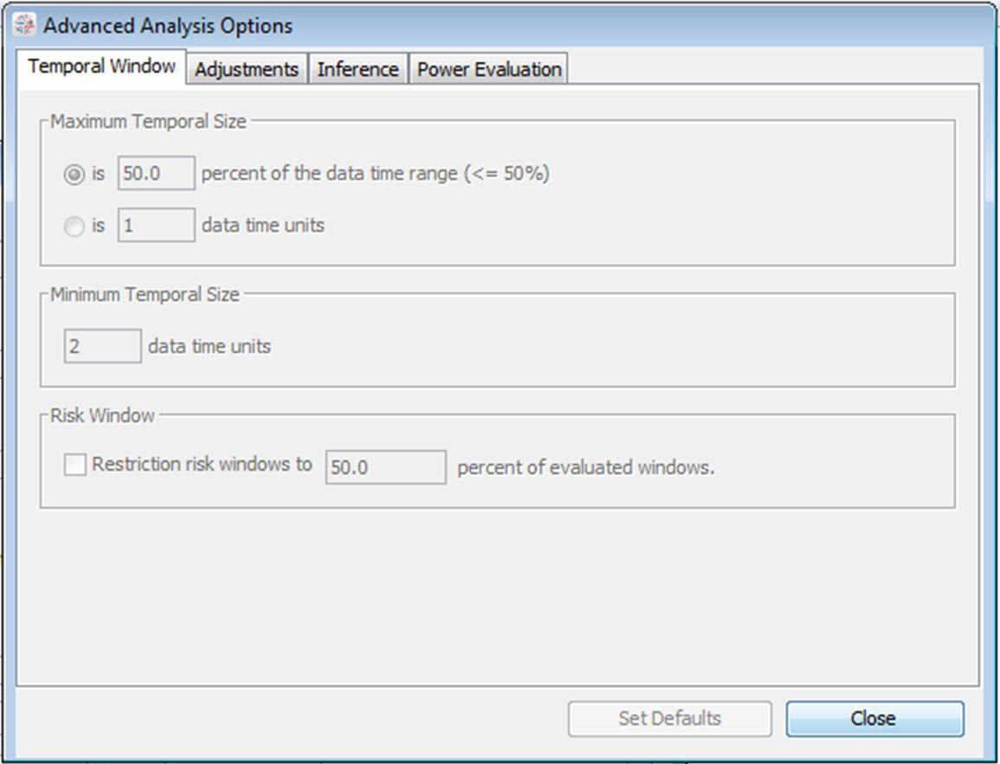 Advanced Analysis Options
Temporal Window Adjustments Inference Power Evaluation
Maximum Temporal Size
is 50.0 percent of the data time range (<= 50%)
is 1 data time units
Minimum Temporal Size
2 data time units
Risk Window
Restriction risk windows to 50.0 percent of evaluated windows.
Set Defaults Close